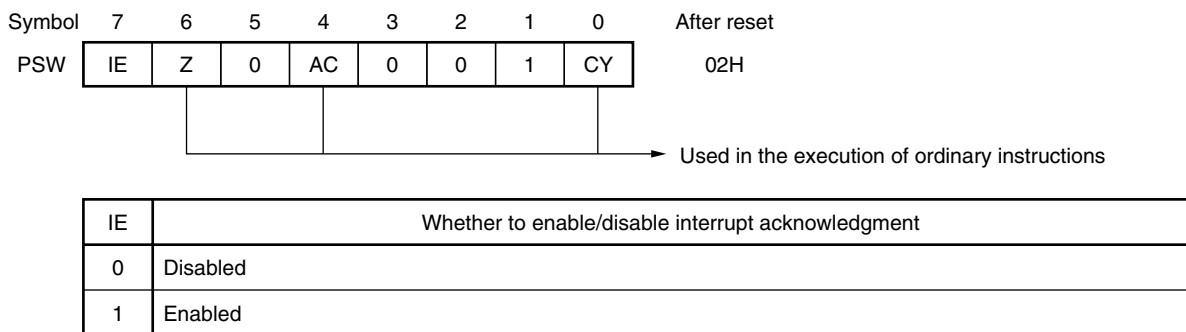 Symbol 7 6 5 4 3 2 1 0 After reset
PSW IE Z 0 AC 0 0 1 CY 02H
Used in the execution of ordinary instructions
IE Whether to enable/disable interrupt acknowledgment
0 Disabled
1 Enabled